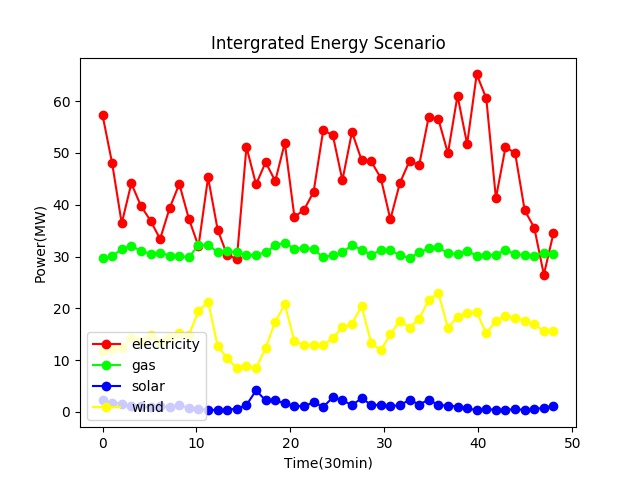 Intergrated Energy Scenario
Power(MW)
60
50
40
30
20
10
0
electricity
gas
solar
wind
0 10 20 30 40 50
Time(30min)